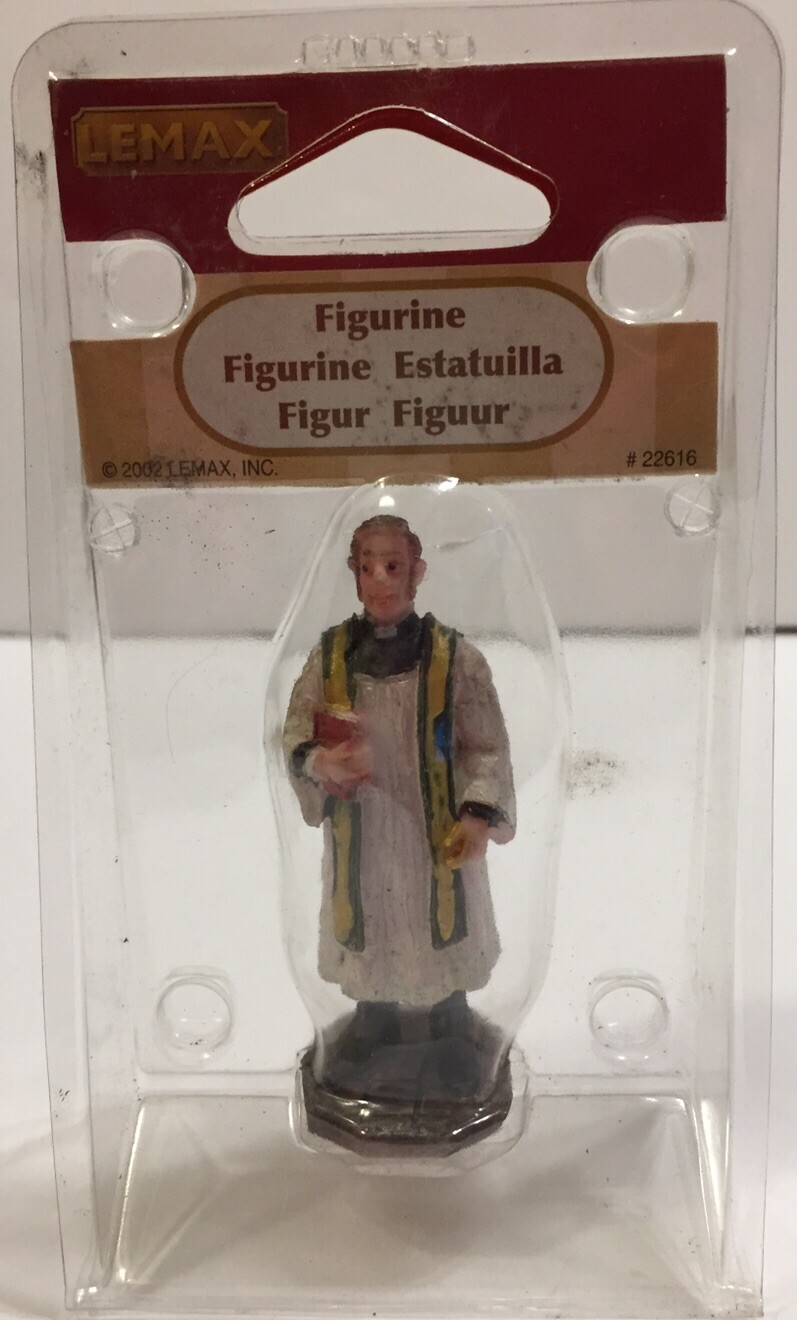 LEMAX
Figurine
Figurine Estatuilla
Figur Figuur
© 2002 LEMAX, INC.
# 22616